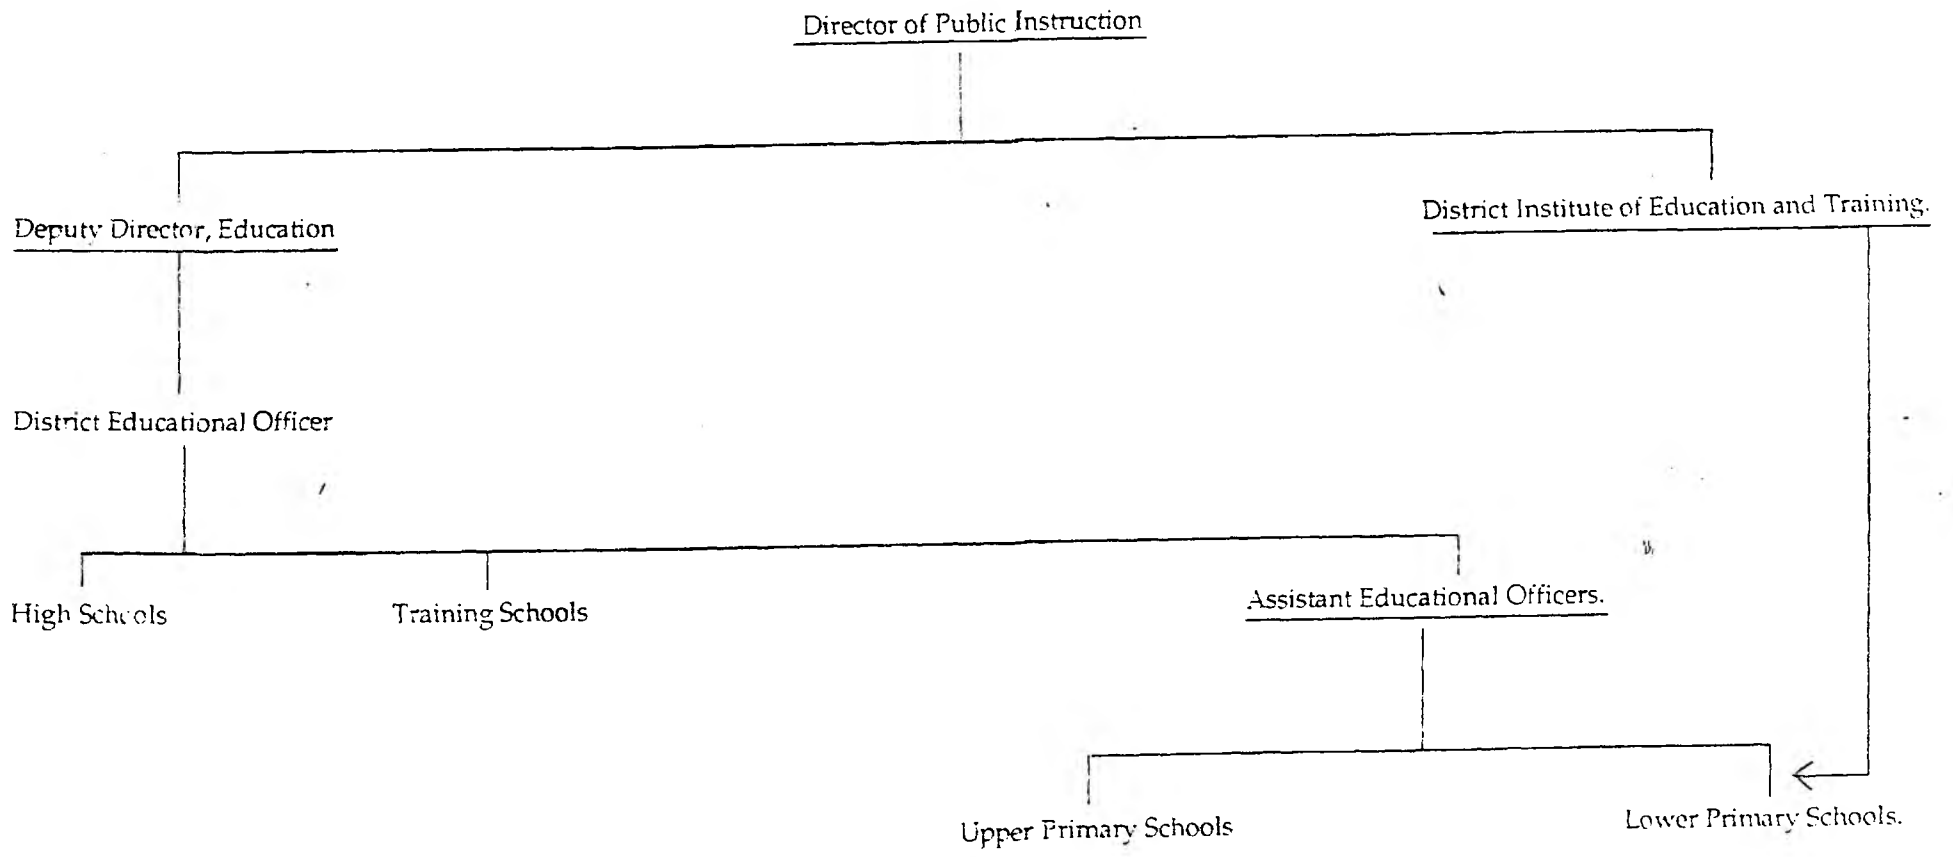 Director of Public Instruction
Deputy Director, Education
District Institute of Education and Training.
District Educational Officer
High Schools
Training Schools
Assistant Educational Officers.
Upper Primary Schools
Lower Primary Schools.